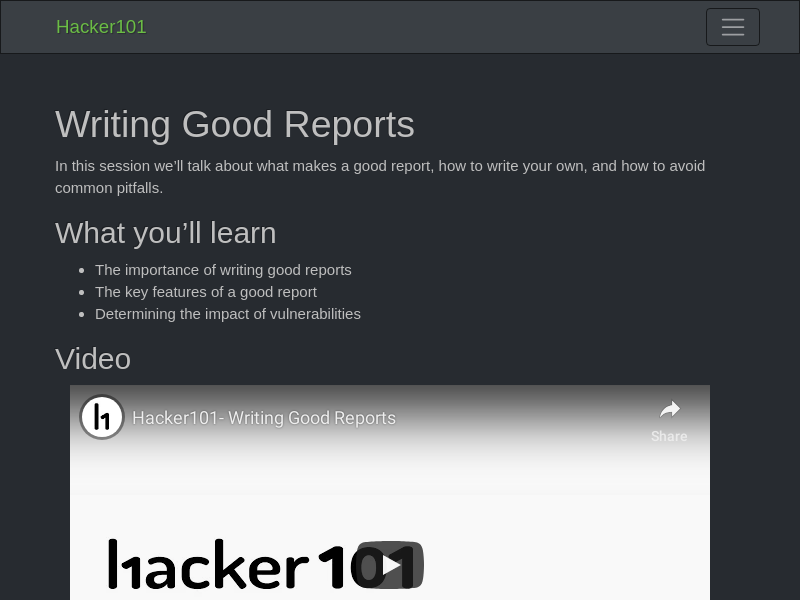 Hacker101
Writing Good Reports
In this session we’ll talk about what makes a good report, how to write your own, and how to avoid
common pitfalls.
What you’ll learn
The importance of writing good reports
The key features of a good report
Determining the impact of vulnerabilities
Video
h1
Hacker101- Writing Good Reports
Share
hacker101